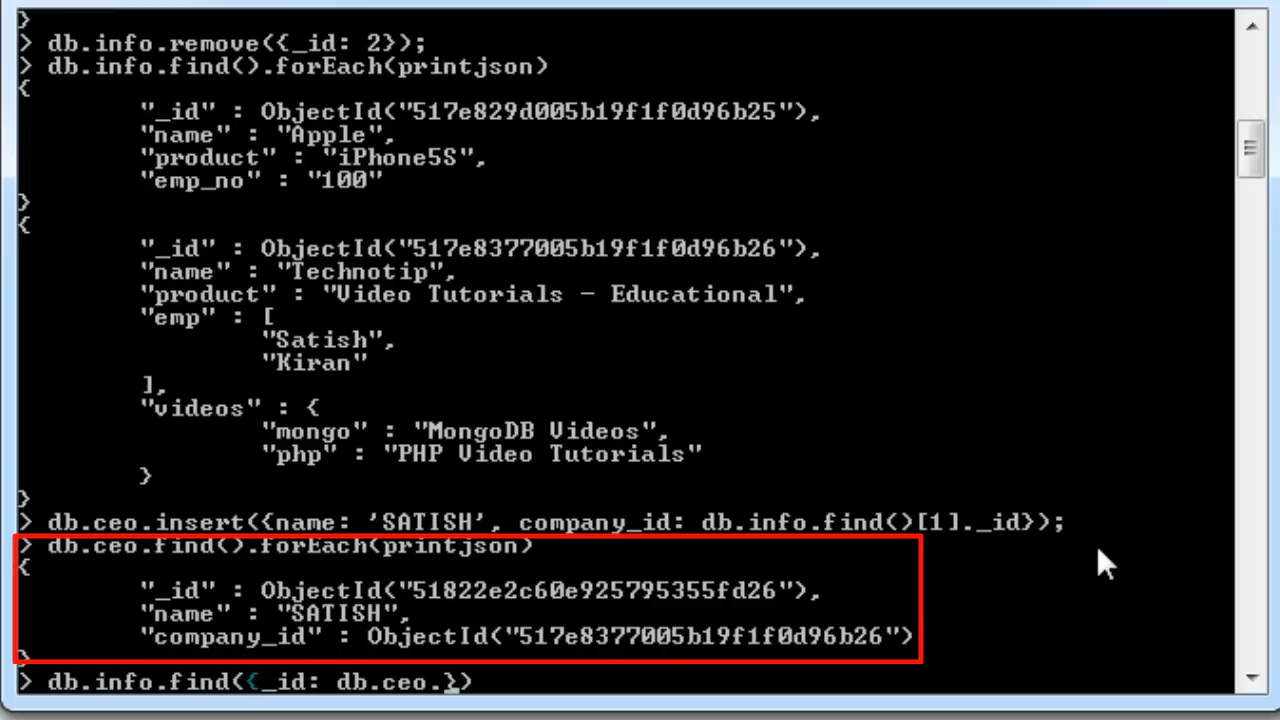 }
> db.info.remove({_id: 2});
> db.info.find().forEach(printjson)
{
"_id" : ObjectId("517e829d005b19f1f0d96b25"),
"name" : "Apple",
"product" : "iPhone5S",
"emp_no" : "100"
}
{
"_id" : ObjectId("517e8377005b19f1f0d96b26"),
"name" : "Technotip",
"product" : "Video Tutorials - Educational",
"emp" : [
"Satish",
"Kiran"
],
"videos" : {
"mongo" : "MongoDB Videos",
"php" : "PHP Video Tutorials"
}
}
> db.ceo.insert({name: 'SATISH', company_id: db.info.find()[1]._id});
> db.ceo.find().forEach(printjson)
{
"_id" : ObjectId("51822e2c60e925795355fd26"),
"name" : "SATISH",
"company_id" : ObjectId("517e8377005b19f1f0d96b26")
}
> db.info.find({_id: db.ceo.})